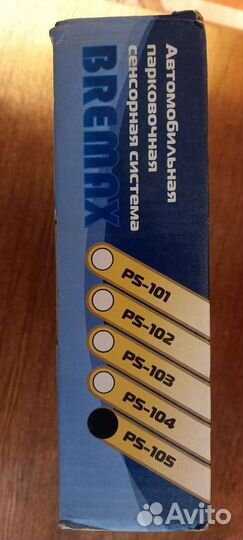 Автомобильная
парковочная
сенсорная система
BREMAX
PS-101
PS-102
PS-103
PS-104
PS-105
Avito